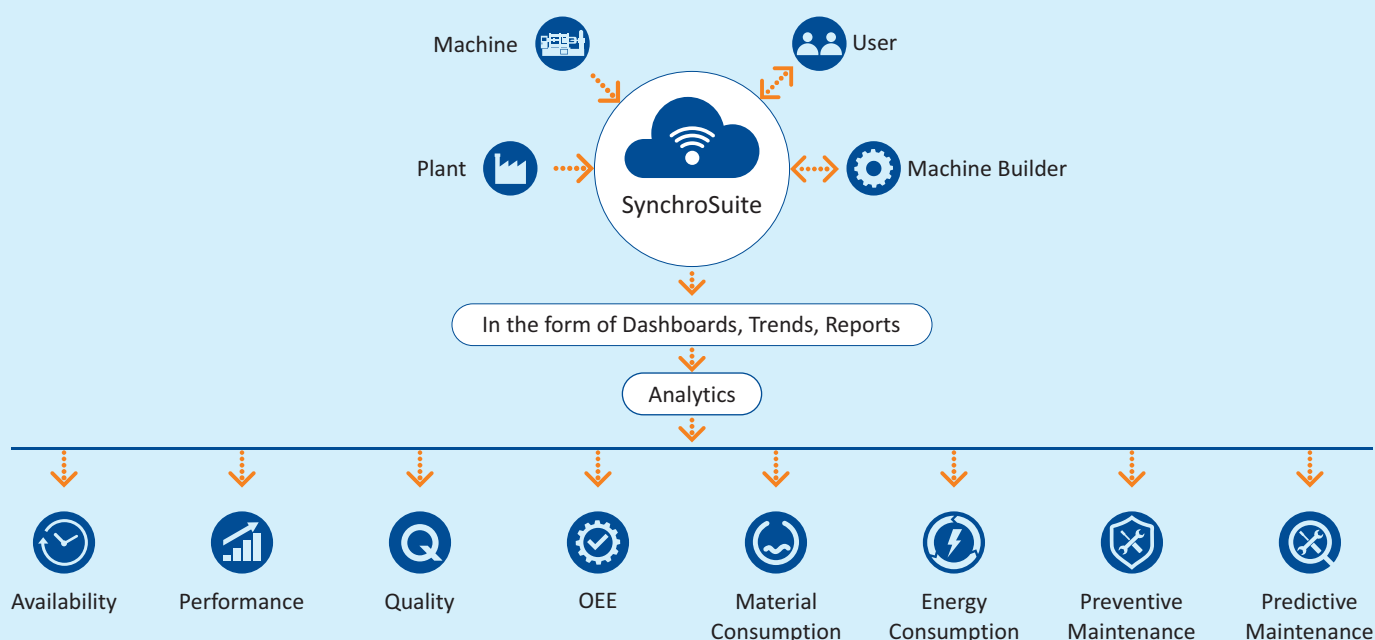 Machine
User
Plant
Machine Builder
SynchroSuite
In the form of Dashboards, Trends, Reports
Analytics
Availability
Performance
Quality
OEE
Material
Consumption
Energy
Consumption
Preventive
Maintenance
Predictive
Maintenance